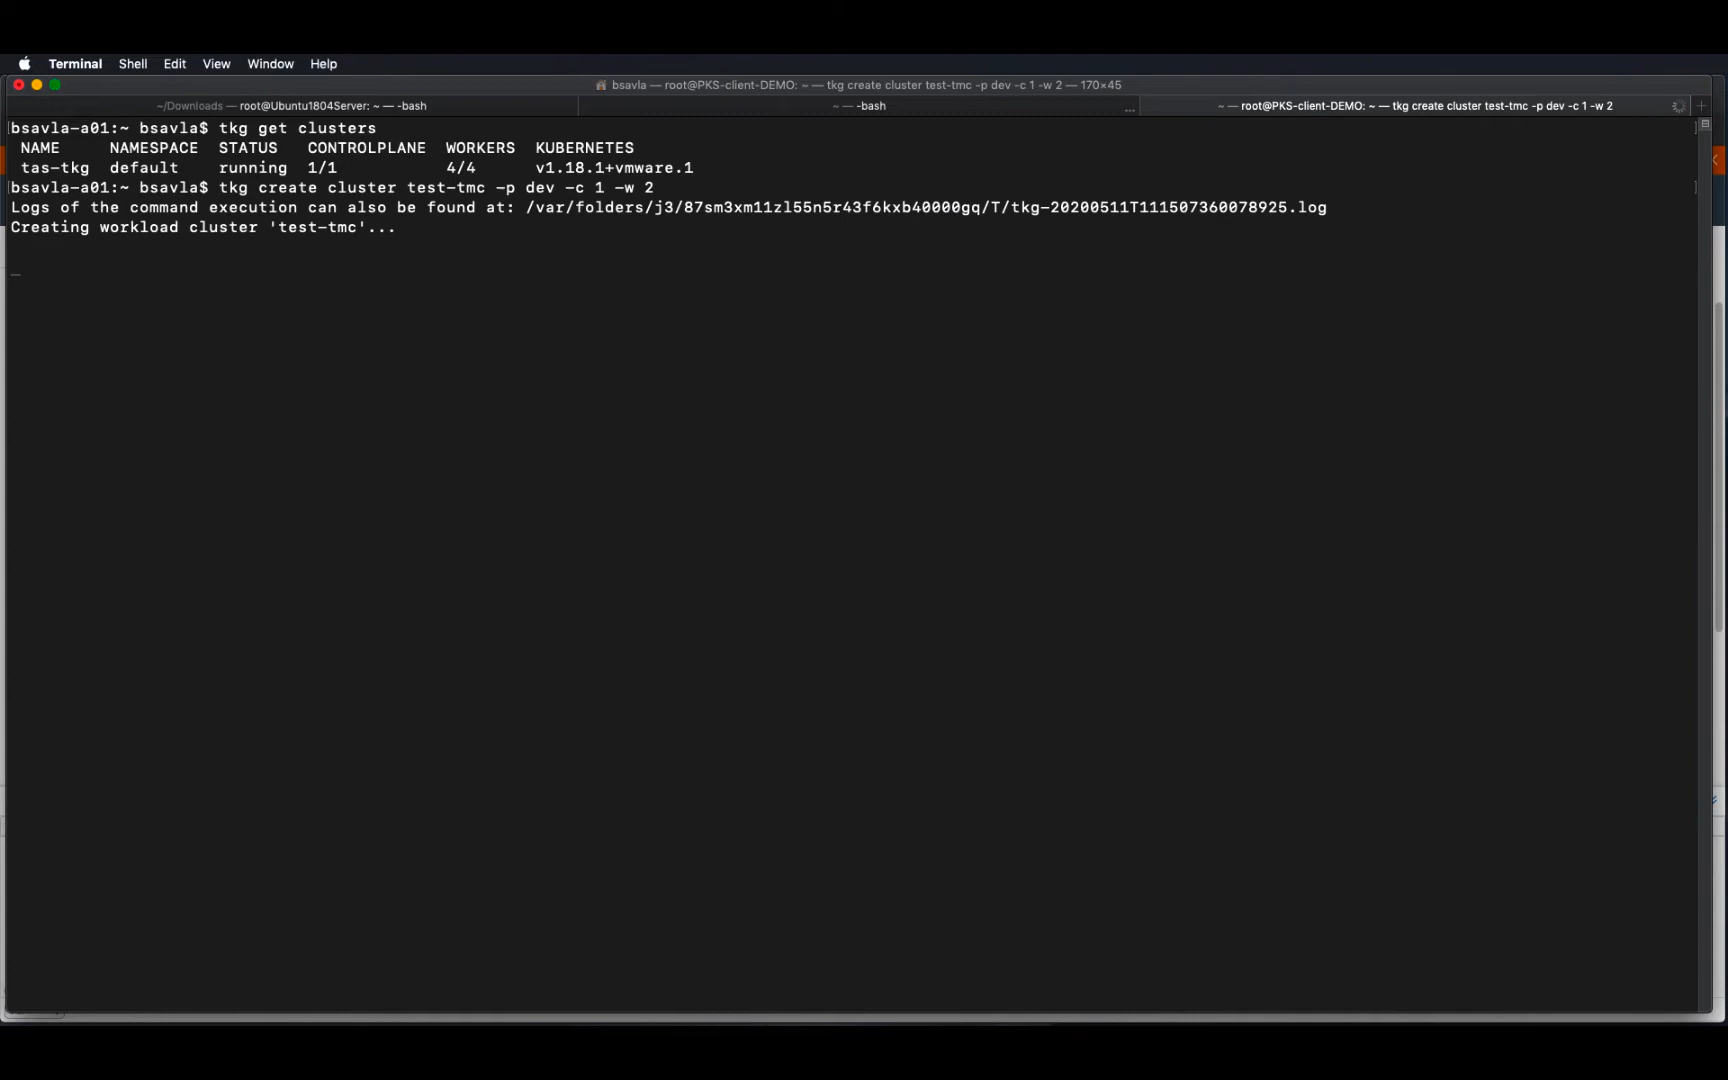 Terminal Shell Edit View Window Help
bsavla — root@PKS-client-DEMO: ~ — tkg create cluster test-tmc -p dev -c 1 -w 2 — 170×45
~/Downloads — root@Ubuntu1804Server: ~ — -bash
~ — -bash ...
~ — root@PKS-client-DEMO: ~ — tkg create cluster test-tmc -p dev -c 1 -w 2 +
[bsavla-a01:~ bsavla$ tkg get clusters ]
NAME NAMESPACE STATUS CONTROLPLANE WORKERS KUBERNETES
tas-tkg default running 1/1 4/4 v1.18.1+vmware.1
[bsavla-a01:~ bsavla$ tkg create cluster test-tmc -p dev -c 1 -w 2 ]
Logs of the command execution can also be found at: /var/folders/j3/87sm3xm11zl55n5r43f6kxb40000gq/T/tkg-20200511T111507360078925.log
Creating workload cluster 'test-tmc'...